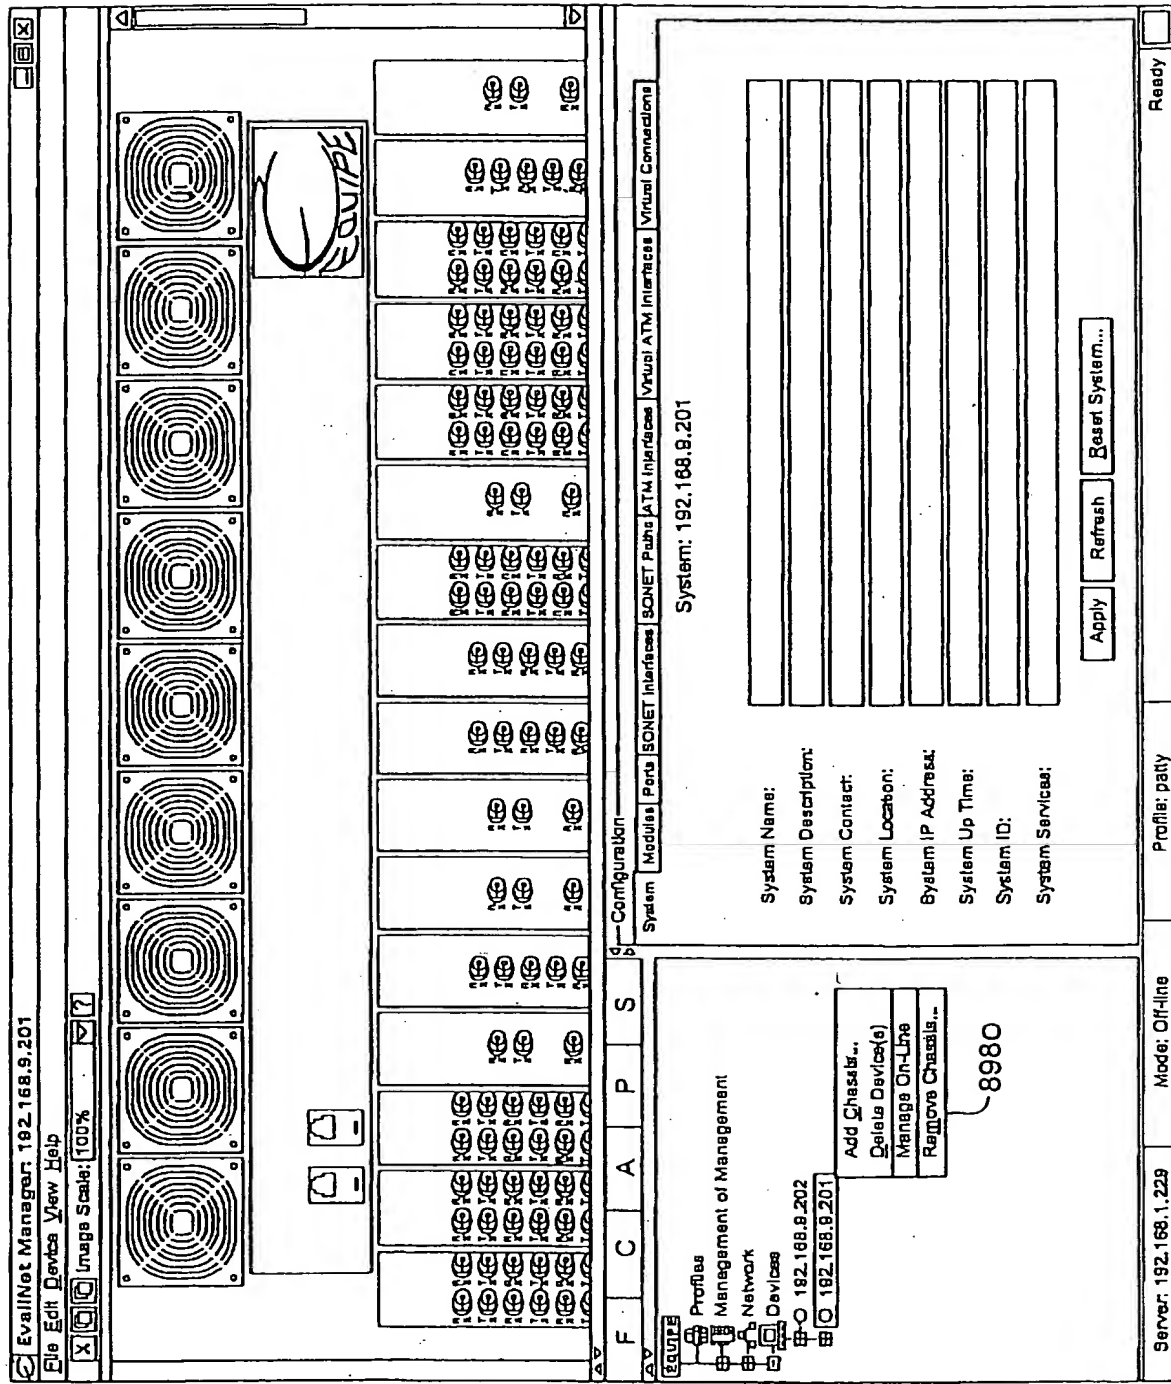 EvalNet Manager: 192.168.9.201
File Edit Device View Help
Image Scale: 100% ?
EQUIPE
F C A P S
EQUIPE
Profiles
Management of Management
Network
Devices
192.168.9.202
192.168.9.201
Add Chassis...
Delete Device(s)
Manage On-Line
Remove Chassis...
8980
Configuration
System Modules Ports SONET Interfaces SONET Paths ATM Interfaces Virtual ATM Interfaces Virtual Connections
System: 192.168.9.201
System Name:
System Description:
System Contact:
System Location:
System IP Address:
System Up Time:
System ID:
System Services:
Apply Refresh Reset System...
Server: 192.168.1.229 Mode: Off-line Profile: patty Ready